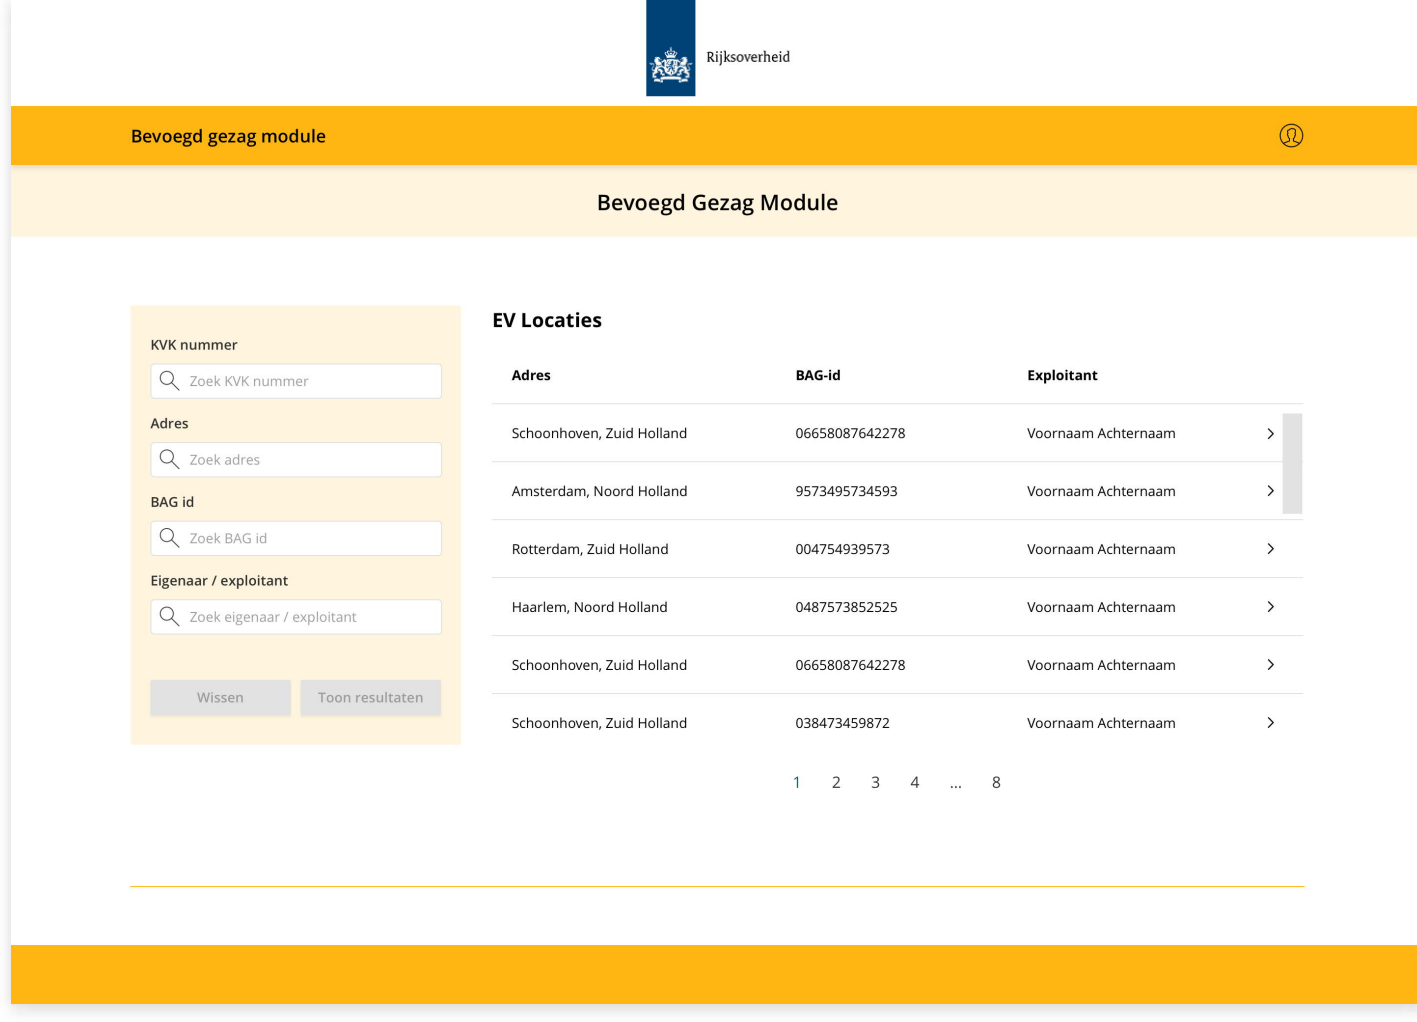 Rijksoverheid
Bevoegd gezag module
Bevoegd Gezag Module
KVK nummer
Zoek KVK nummer
Adres
Zoek adres
BAG id
Zoek BAG id
Eigenaar / exploitant
Zoek eigenaar / exploitant
Wissen Toon resultaten
EV Locaties
Adres BAG-id Exploitant
Schoonhoven, Zuid Holland 06658087642278 Voornaam Achternaam
Amsterdam, Noord Holland 9573495734593 Voornaam Achternaam
Rotterdam, Zuid Holland 004754939573 Voornaam Achternaam
Haarlem, Noord Holland 0487573852525 Voornaam Achternaam
Schoonhoven, Zuid Holland 06658087642278 Voornaam Achternaam
Schoonhoven, Zuid Holland 038473459872 Voornaam Achternaam
1 2 3 4 ... 8